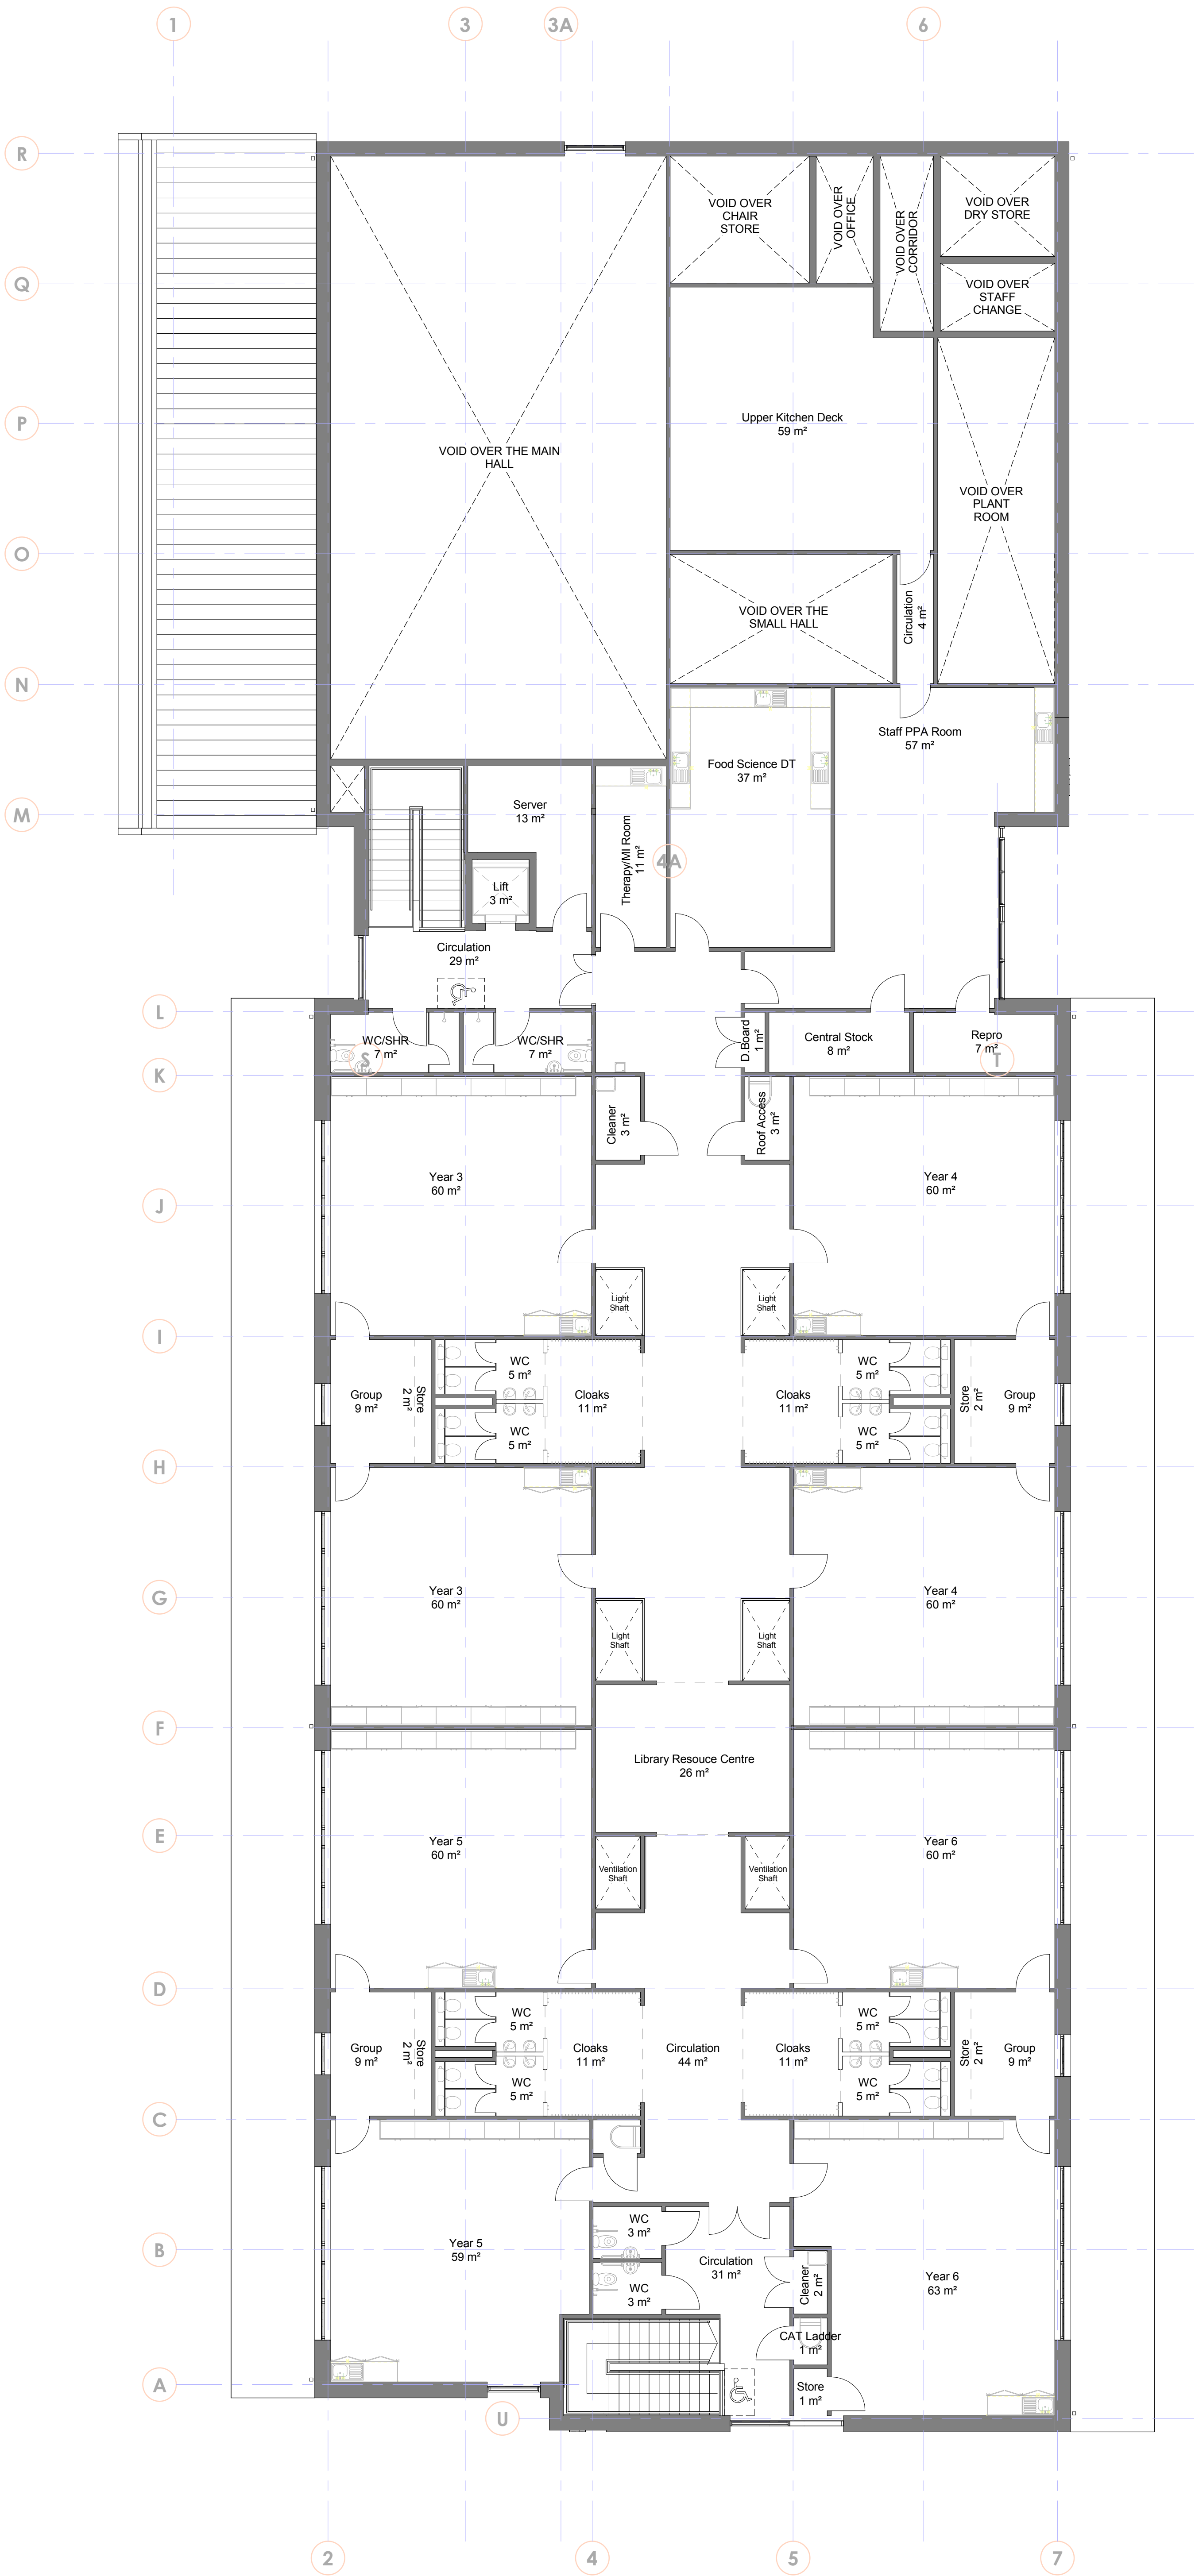 1
3
3A
6
R
VOID OVER
CHAIR
STORE
VOID OVER
OFFICE
VOID OVER
CORRIDOR
VOID OVER
DRY STORE
Q
VOID OVER
STAFF
CHANGE
P
Upper Kitchen Deck
59 m²
VOID OVER THE MAIN
HALL
VOID OVER
PLANT
ROOM
O
VOID OVER THE
SMALL HALL
Circulation
4 m²
N
Staff PPA Room
57 m²
Food Science DT
37 m²
Server
13 m²
M
Therapy/MI Room
11 m²
4A
Lift
3 m²
Circulation
29 m²
L
WC/SHR
7 m²
WC/SHR
7 m²
D.Board
1 m²
Central Stock
8 m²
Repro
7 m²
S
T
K
Cleaner
3 m²
Roof Access
3 m²
Year 3
60 m²
Year 4
60 m²
J
Light
Shaft
Light
Shaft
I
WC
5 m²
WC
5 m²
Group
9 m²
Store
2 m²
Cloaks
11 m²
Cloaks
11 m²
Store
2 m²
Group
9 m²
WC
5 m²
WC
5 m²
H
Year 3
60 m²
Year 4
60 m²
G
Light
Shaft
Light
Shaft
F
Library Resouce Centre
26 m²
E
Year 5
60 m²
Year 6
60 m²
Ventilation
Shaft
Ventilation
Shaft
D
WC
5 m²
WC
5 m²
Group
9 m²
Store
2 m²
Cloaks
11 m²
Circulation
44 m²
Cloaks
11 m²
Store
2 m²
Group
9 m²
WC
5 m²
WC
5 m²
C
WC
3 m²
B
Year 5
59 m²
Circulation
31 m²
Cleaner
2 m²
Year 6
63 m²
WC
3 m²
CAT Ladder
1 m²
A
Store
1 m²
U
2
4
5
7